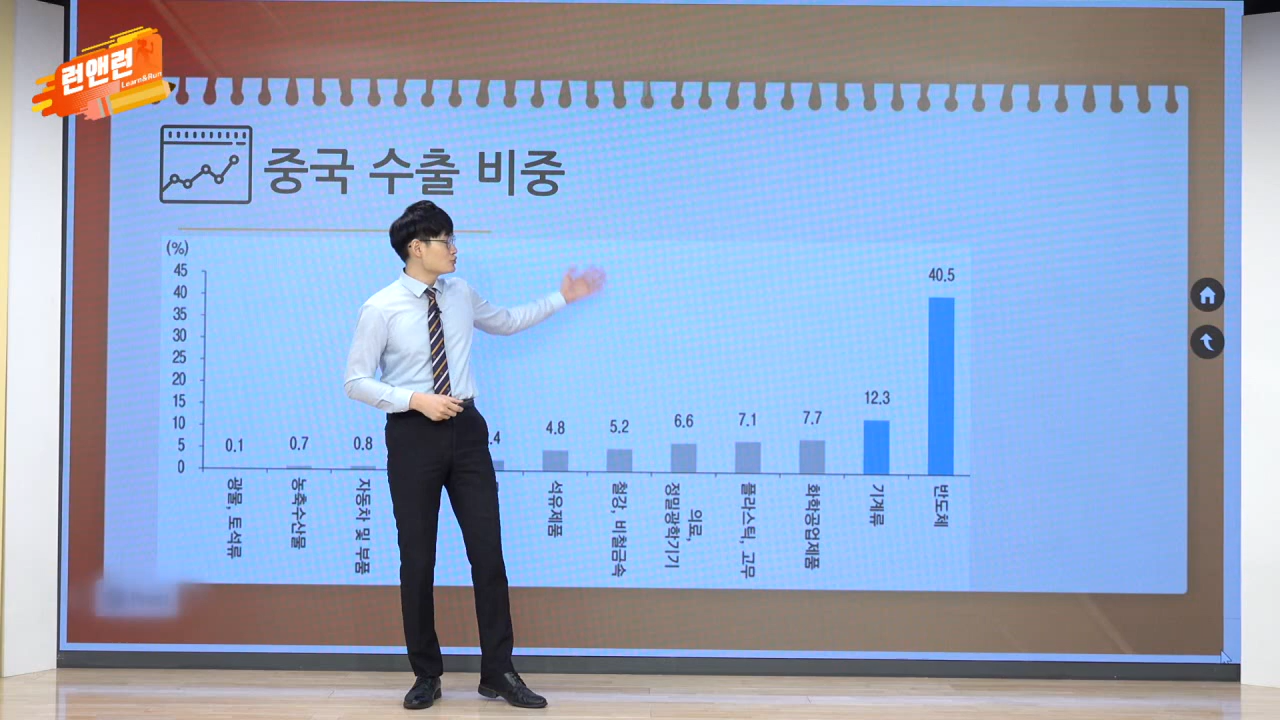 런앤런
Learn&Run
중국 수출 비중
(%)
45
40
35
30
25
20
15
10
5
0
0.1
0.7
0.8
.4
4.8
5.2
6.6
7.1
7.7
12.3
40.5
광물, 토석류
농축수산물
자동차 및 부품
석유제품
철강, 비철금속
의료,
정밀광학기기
플라스틱, 고무
화학공업제품
기계류
반도체